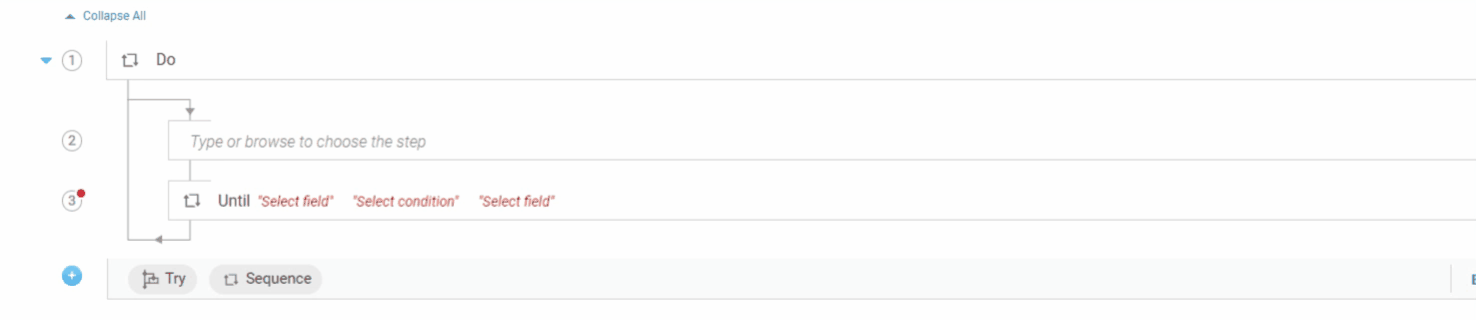 Collapse All
1 Do
2 Type or browse to choose the step
3 Until "Select field" "Select condition" "Select field"
+ Try Sequence